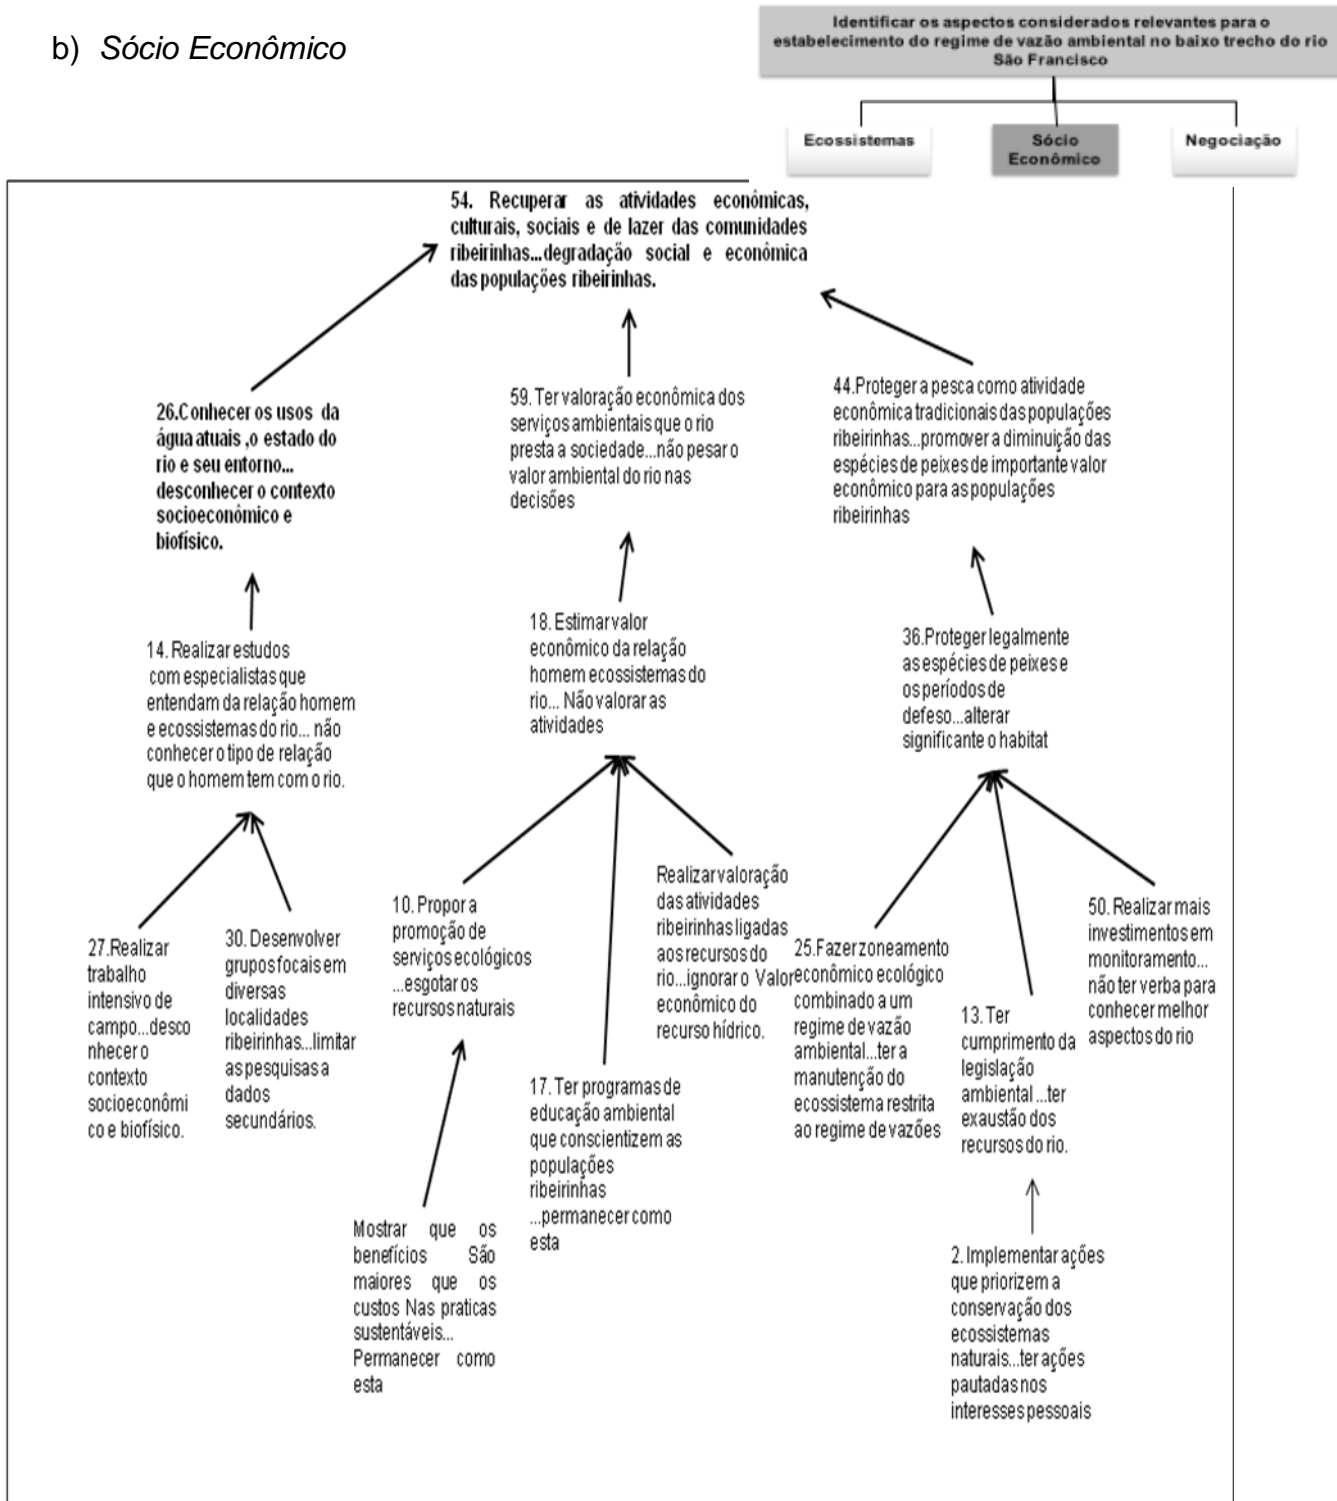 b) Sócio Econômico
Identificar os aspectos considerados relevantes para o
estabelecimento do regime de vazão ambiental no baixo trecho do rio
São Francisco
Ecossistemas
Sócio
Econômico
Negociação
54. Recuperar as atividades econômicas,
culturais, sociais e de lazer das comunidades
ribeirinhas...degradação social e econômica
das populações ribeirinhas.
26.Conhecer os usos da
água atuais ,o estado do
rio e seu entorno...
desconhecer o contexto
socioeconômico e
biofísico.
59. Ter valoração econômica dos
serviços ambientais que o rio
presta a sociedade...não pesar o
valor ambiental do rio nas
decisões
44.Proteger a pesca como atividade
econômica tradicionais das populações
ribeirinhas...promover a diminuição das
espécies de peixes de importante valor
econômico para as populações
ribeirinhas
14. Realizar estudos
com especialistas que
entendam da relação homem
e ecossistemas do rio... não
conhecer o tipo de relação
que o homem tem com o rio.
18. Estimar valor
econômico da relação
homem ecossistemas do
rio... Não valorar as
atividades
36.Proteger legalmente
as espécies de peixes e
os períodos de
defeso...alterar
significante o habitat
27.Realizar
trabalho
intensivo de
campo...desco
nhecer o
contexto
socioeconômi
co e biofísico.
30. Desenvolver
grupos focais em
diversas
localidades
ribeirinhas...limitar
as pesquisas a
dados
secundários.
10. Propor a
promoção de
serviços ecológicos
...esgotar os
recursos naturais
Realizar valoração
das atividades
ribeirinhas ligadas
aos recursos do
rio...ignorar o Valor
econômico do
recurso hídrico.
25.Fazer zoneamento
econômico ecológico
combinado a um
regime de vazão
ambiental...ter a
manutenção do
ecossistema restrita
ao regime de vazões
13. Ter
cumprimento da
legislação
ambiental ...ter
exaustão dos
recursos do rio.
50. Realizar mais
investimentos em
monitoramento...
não ter verba para
conhecer melhor
aspectos do rio
17. Ter programas de
educação ambiental
que conscientizem as
populações
ribeirinhas
...permanecer como
esta
Mostrar que os
benefícios São
maiores que os
custos Nas praticas
sustentáveis...
Permanecer como
esta
2. Implementar ações
que priorizem a
conservação dos
ecossistemas
naturais...ter ações
pautadas nos
interesses pessoais